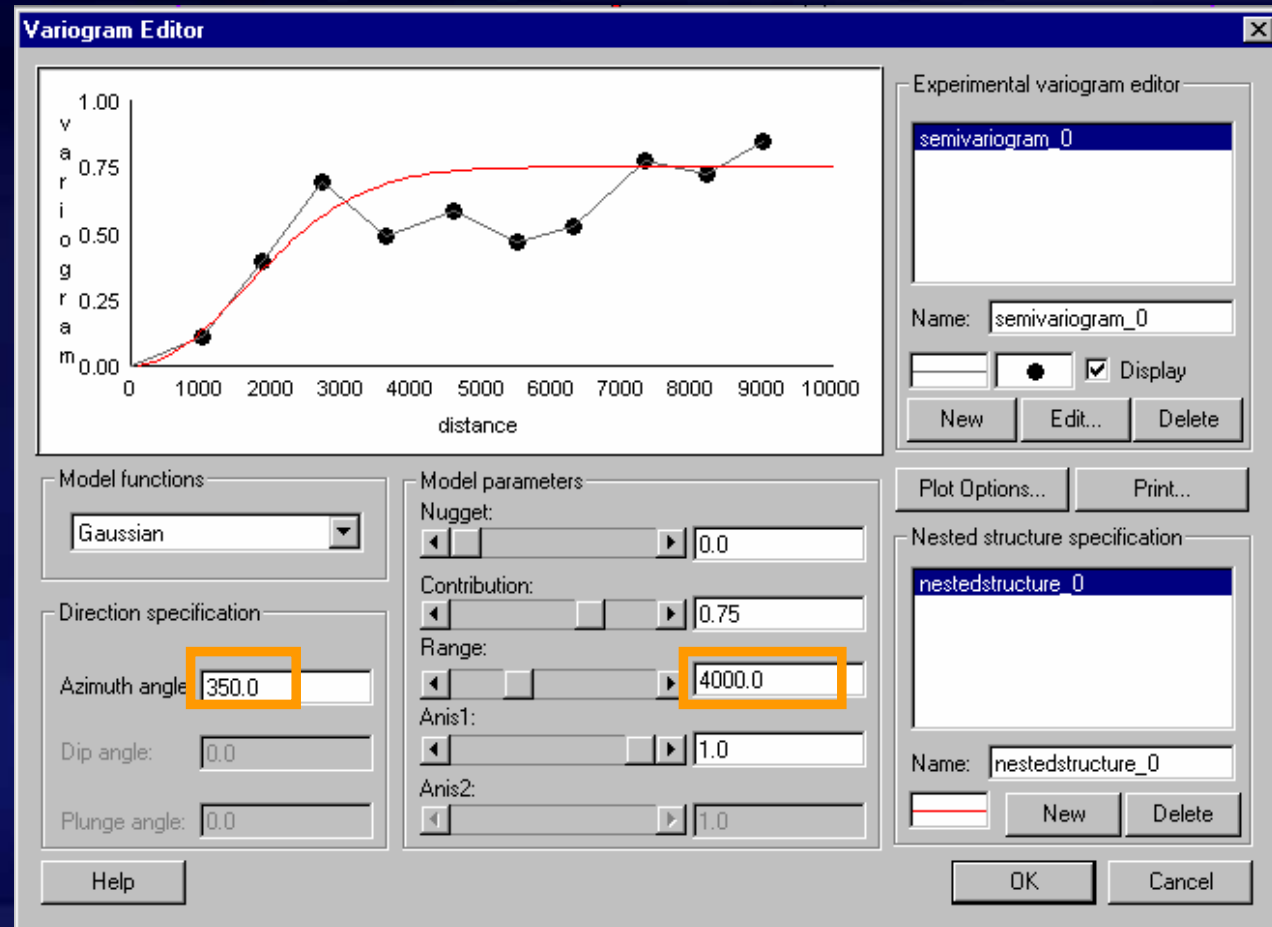 Variogram Editor
variogram
1.00
0.75
0.50
0.25
0.00
0 1000 2000 3000 4000 5000 6000 7000 8000 9000 10000
distance
Experimental variogram editor
semivariogram_0
Name: semivariogram_0
Display
New Edit... Delete
Model functions
Gaussian
Direction specification
Azimuth angle 350.0
Dip angle: 0.0
Plunge angle: 0.0
Model parameters
Nugget:
0.0
Contribution:
0.75
Range:
4000.0
Anis1:
1.0
Anis2:
1.0
Plot Options... Print...
Nested structure specification
nestedstructure_0
Name: nestedstructure_0
New Delete
Help OK Cancel